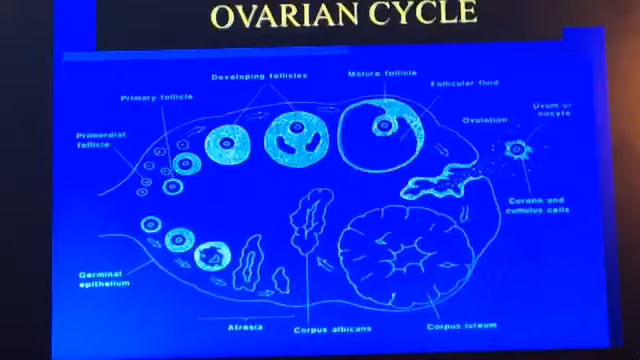 OVARIAN CYCLE
Developing follicles
Mature follicle
Follicular fluid
Primary follicle
Ovum or
oocyte
Ovulation
Primordial
follicle
Corona and
cumulus cells
Germinal
epithelium
Atresia
Corpus albicans
Corpus luteum